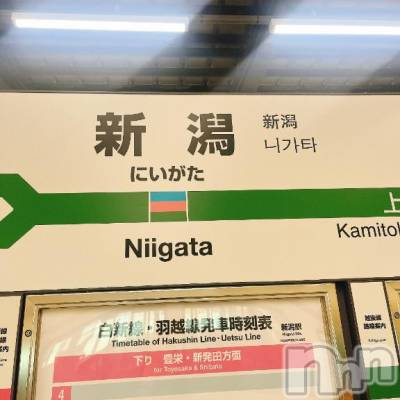 新潟
新潟
니가타
にいがた
上
Niigata
Kamito
白新線・羽越線発車時刻表
新潟駅
Timetable of Hakushin Line・Uetsu Line
下り 豊栄・新発田方面
for Toyosaka & Shibata
4